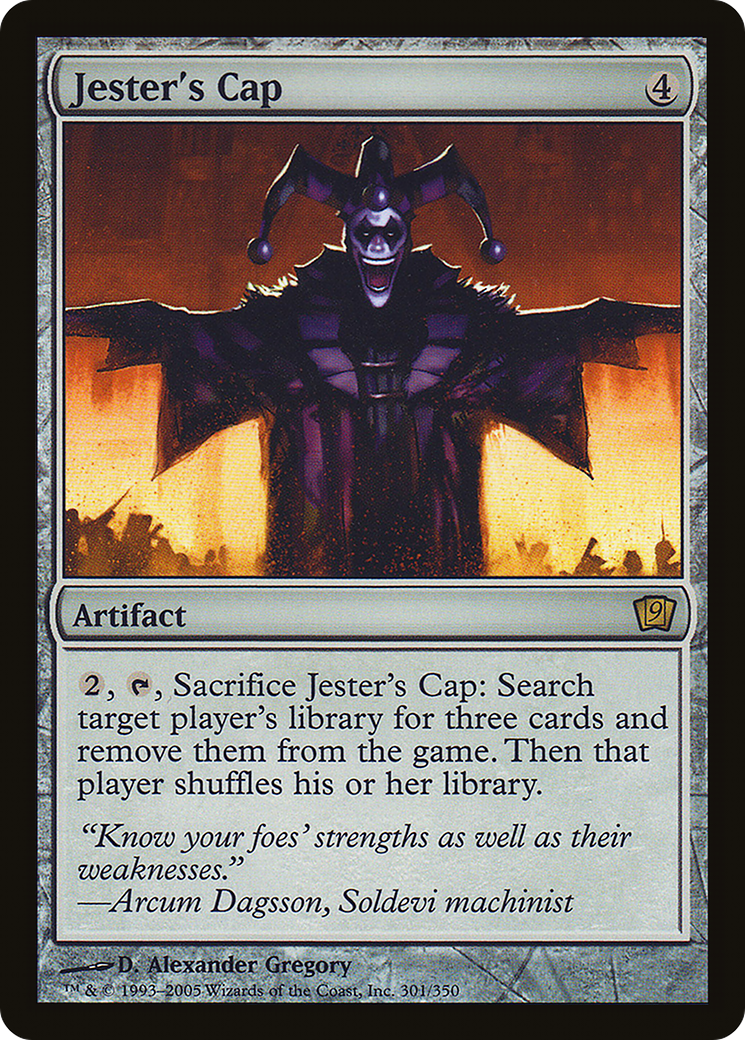 Jester's Cap
4
Artifact
9
2, , Sacrifice Jester's Cap: Search
target player's library for three cards and
remove them from the game. Then that
player shuffles his or her library.
“Know your foes’ strengths as well as their
weaknesses.”
—Arcum Dagsson, Soldevi machinist
D. Alexander Gregory
™ & © 1993–2005 Wizards of the Coast, Inc. 301/350